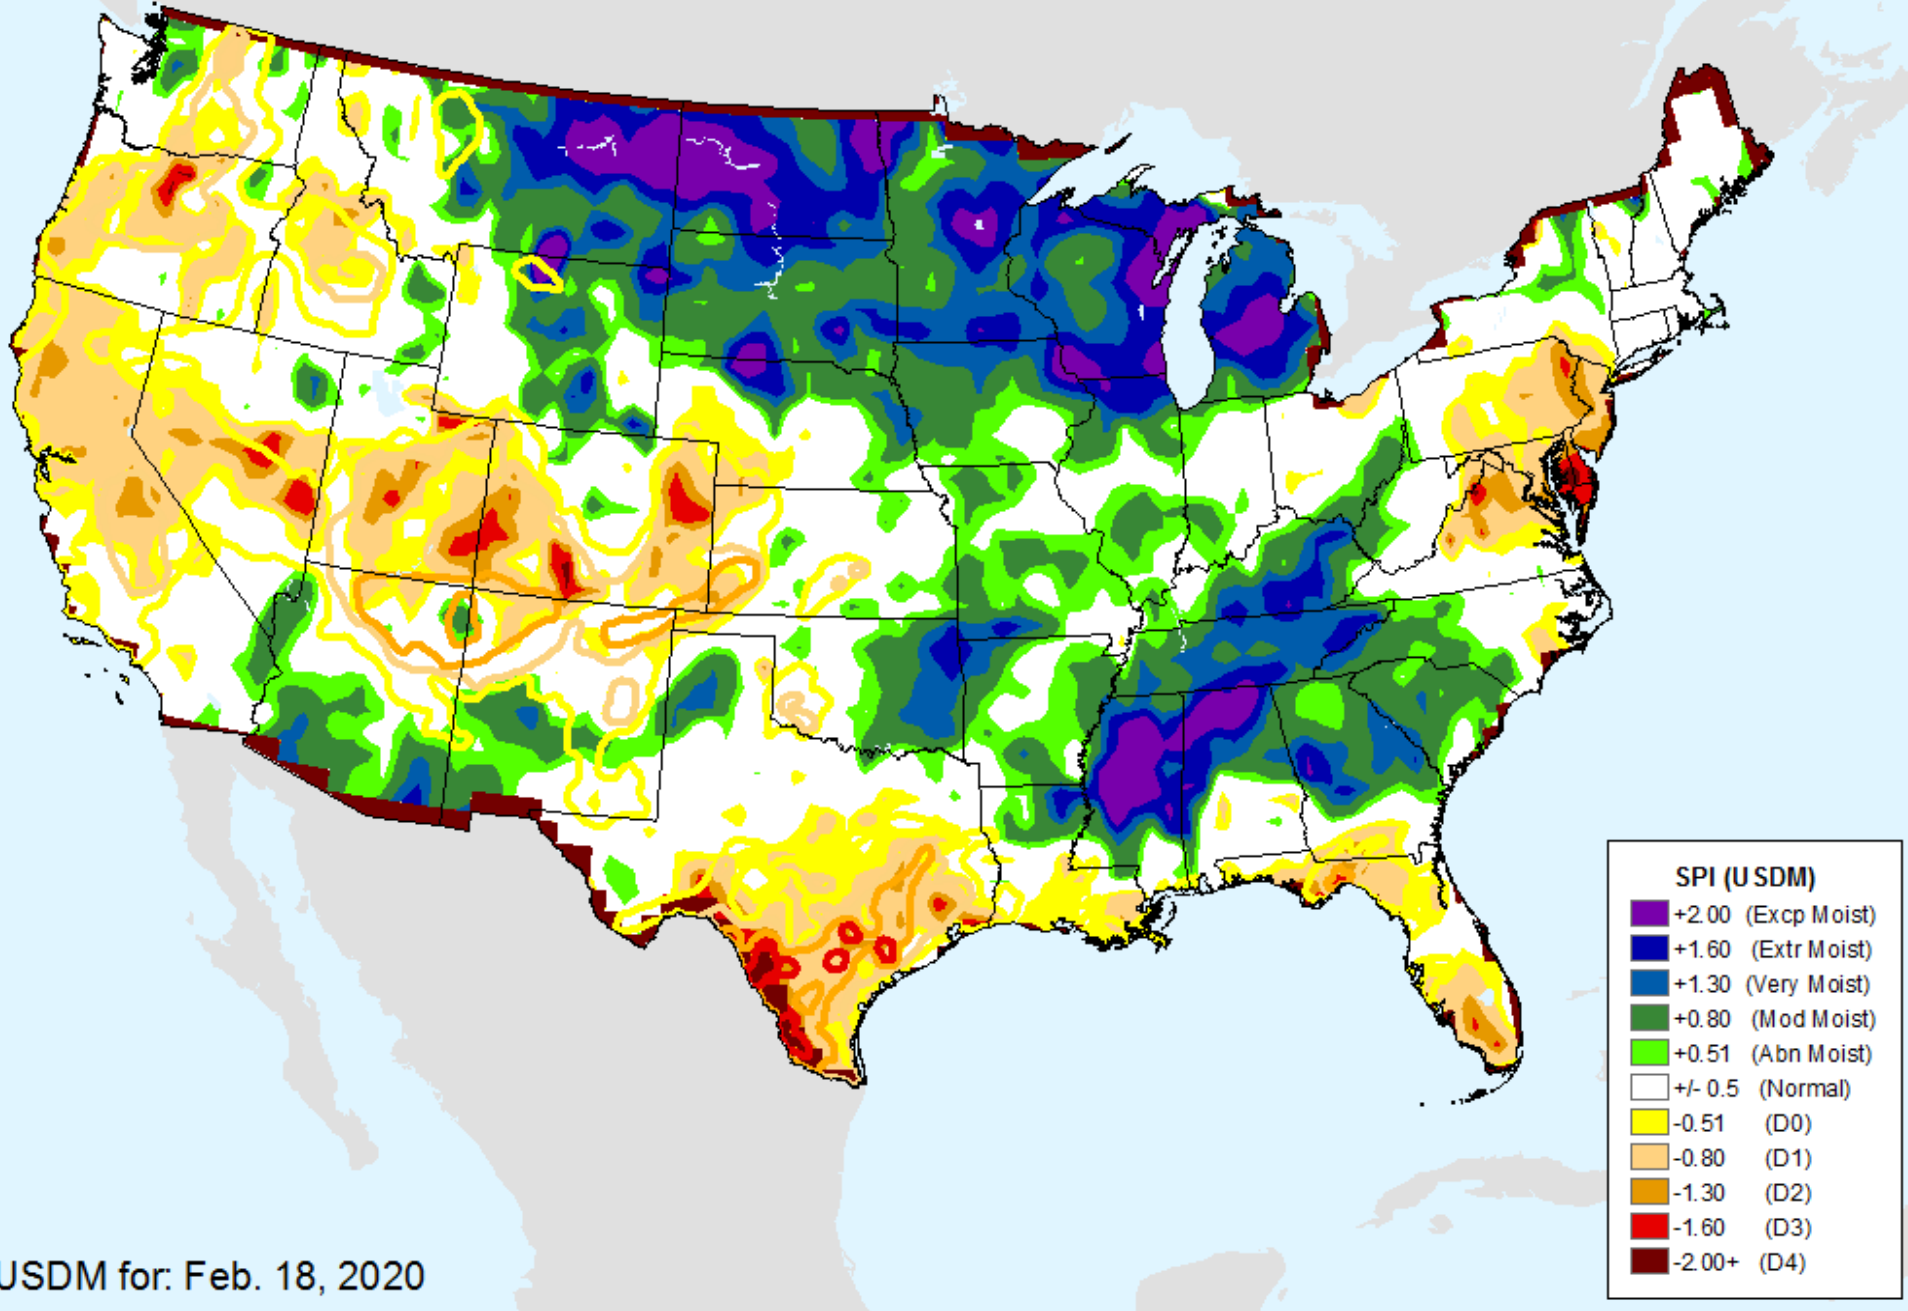 SPI (USDM)
+2.00 (Excp Moist)
+1.60 (Extr Moist)
+1.30 (Very Moist)
+0.80 (Mod Moist)
+0.51 (Abn Moist)
+/- 0.5 (Normal)
-0.51 (D0)
-0.80 (D1)
-1.30 (D2)
-1.60 (D3)
-2.00+ (D4)
USDM for: Feb. 18, 2020